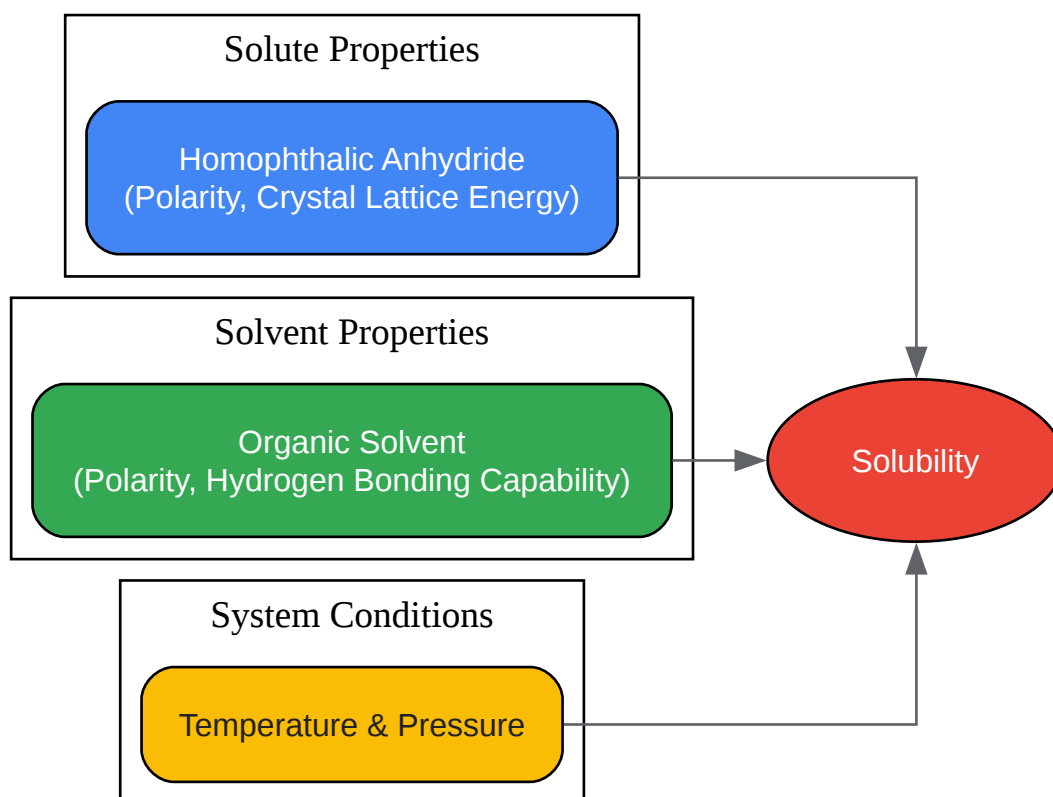 Solute Properties
Homophthalic Anhydride
(Polarity, Crystal Lattice Energy)
Solvent Properties
Organic Solvent
(Polarity, Hydrogen Bonding Capability)
Solubility
System Conditions
Temperature & Pressure